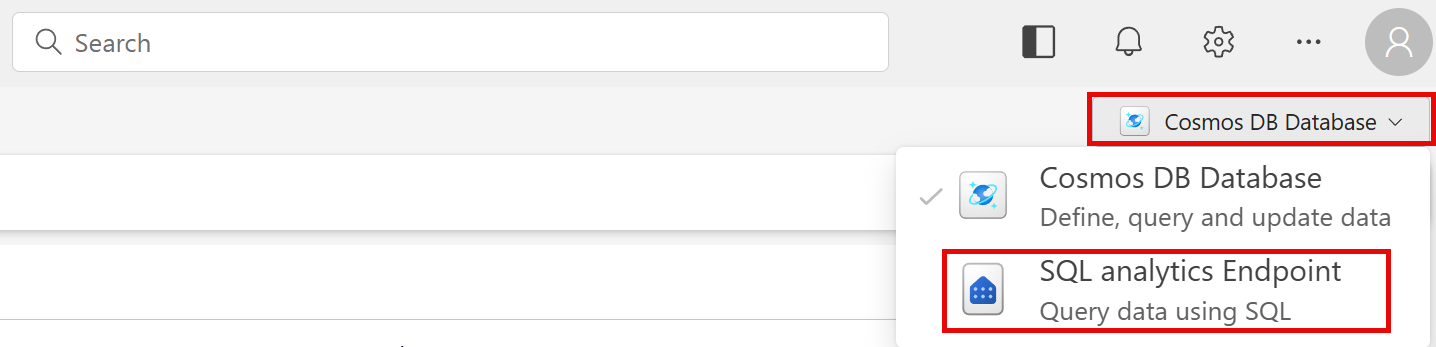 Search
Cosmos DB Database
Cosmos DB Database
Define, query and update data
SQL analytics Endpoint
Query data using SQL